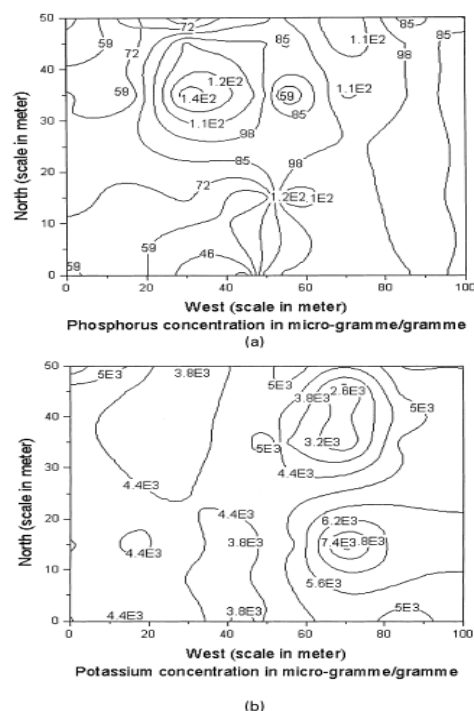 50
59
72
72
85
1.1E2
85
98
85
40
1.2E2
59
1.4E2
59
1.1E2
1.1E2
85
30
98
North (scale in meter)
20
85
98
72
1.2E2
.1E2
10
59
46
0
59
0
20
40
60
80
100
West (scale in meter)
Phosphorus concentration in micro-gramme/gramme
(a)
50
5E3
3.8E3
5E3
2.6E3
5E3
3.8E3
40
5E3
3.2E3
30
4.4E3
4.4E3
North (scale in meter)
20
4.4E3
6.2E3
4.4E3
3.8E3
7.4E3
.8E3
10
5.6E3
0
4.4E3
3.8E3
5E3
0
20
40
60
80
100
West (scale in meter)
Potassium concentration in micro-gramme/gramme
(b)